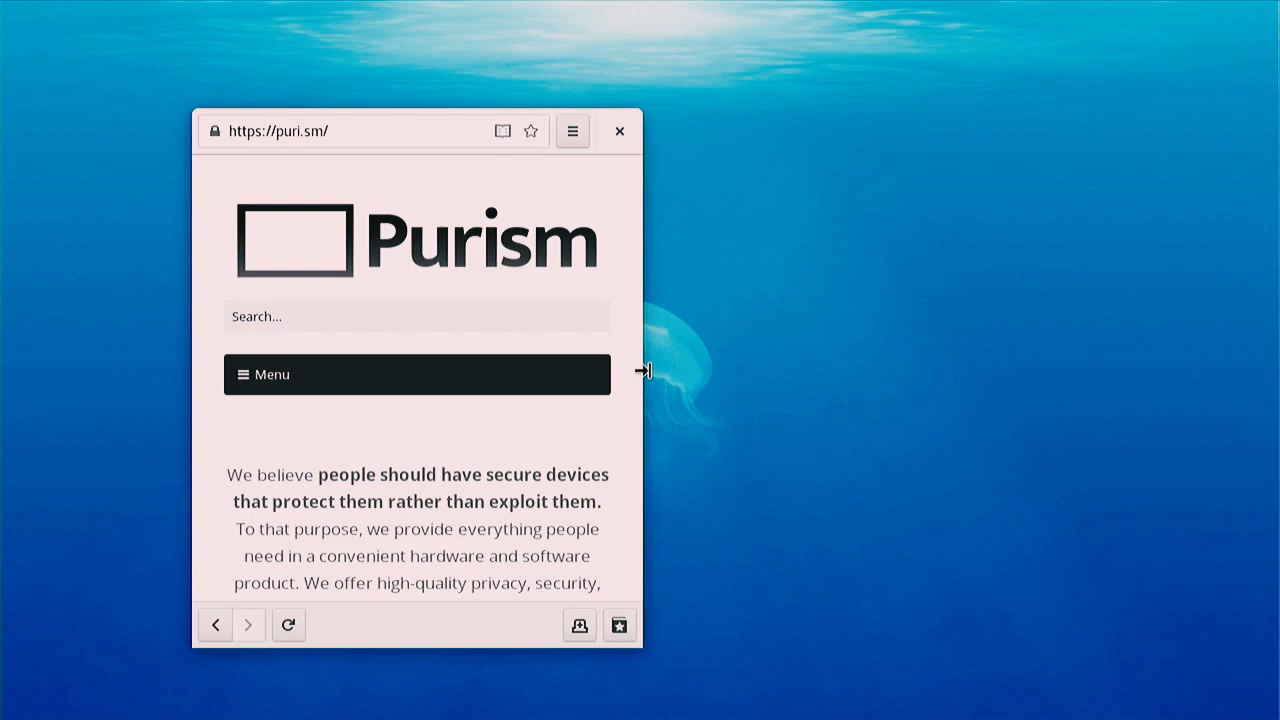 https://puri.sm/
Purism
Search...
Menu
We believe people should have secure devices
that protect them rather than exploit them.
To that purpose, we provide everything people
need in a convenient hardware and software
product. We offer high-quality privacy, security,